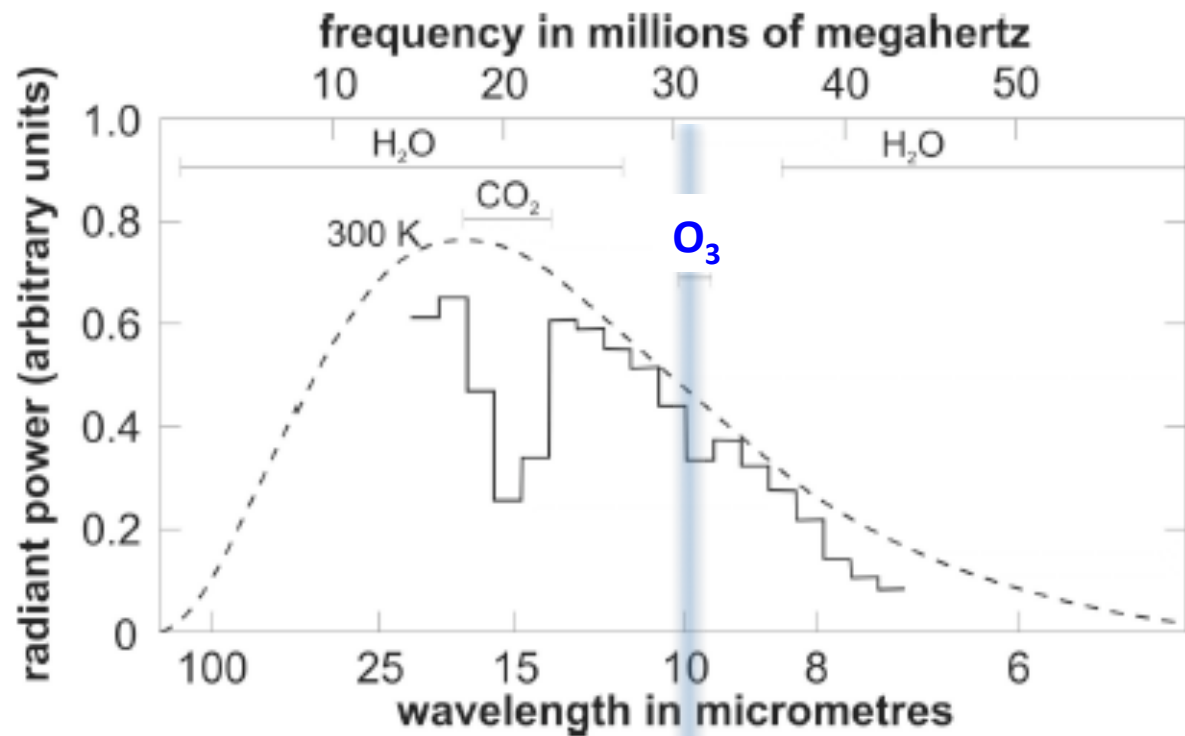 frequency in millions of megahertz
10 20 30 40 50
radiant power (arbitrary units)
1.0
H₂O H₂O
CO₂
0.8
300 K
O₃
0.6
0.4
0.2
0
100 25 15 10 8 6
wavelength in micrometres